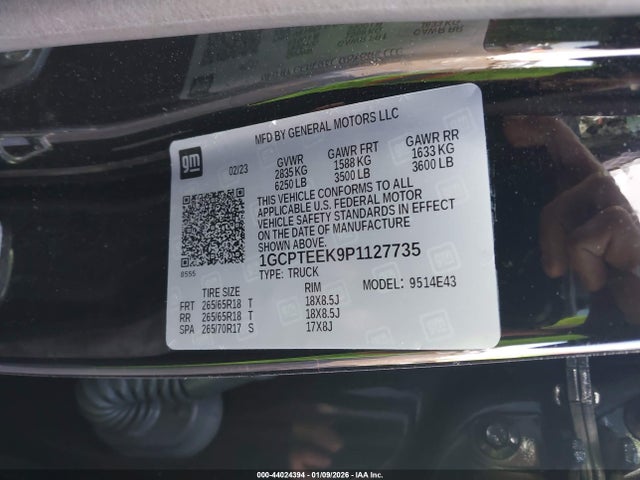 MFD BY GENERAL MOTORS LLC
gm
02/23
GVWR GAWR FRT GAWR RR
2835 KG 1588 KG 1633 KG
6250 LB 3500 LB 3600 LB
THIS VEHICLE CONFORMS TO ALL
APPLICABLE U.S. FEDERAL MOTOR
VEHICLE SAFETY STANDARDS IN EFFECT
ON THE DATE OF MANUFACTURE
SHOWN ABOVE.
8555
1GCPTEEK9P1127735
TYPE: TRUCK
TIRE SIZE RIM MODEL: 9514E43
FRT 265/65R18 T 18X8.5J
RR 265/65R18 T 18X8.5J
SPA 265/70R17 S 17X8J
000-44024394 - 01/09/2026 - IAA Inc.